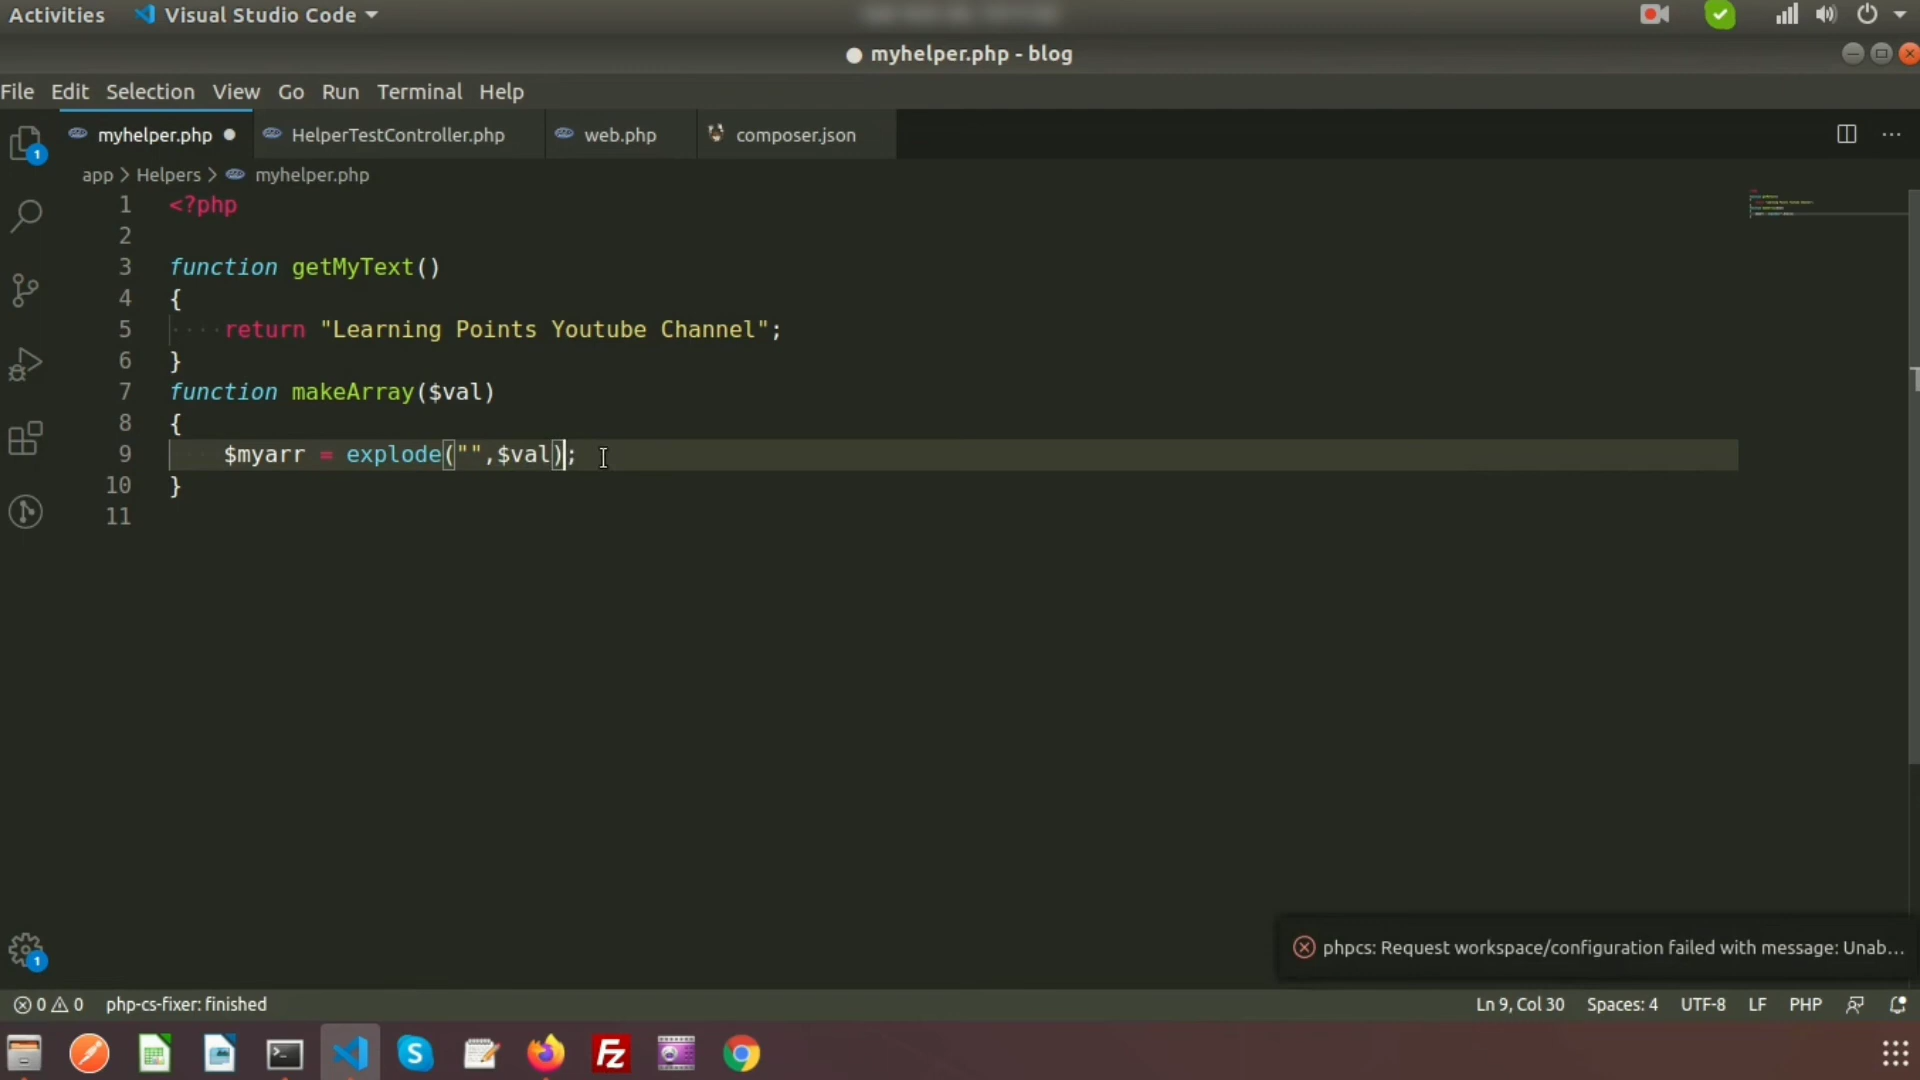 Activities Visual Studio Code
myhelper.php - blog
File Edit Selection View Go Run Terminal Help
myhelper.php HelperTestController.php web.php composer.json
app > Helpers > myhelper.php
1 <?php
2
3 function getMyText()
4 {
5 ····return "Learning Points Youtube Channel";
6 }
7 function makeArray($val)
8 {
9 $myarr = explode("",$val);
10 }
11
phpcs: Request workspace/configuration failed with message: Unab...
0 0 php-cs-fixer: finished Ln 9, Col 30 Spaces: 4 UTF-8 LF PHP